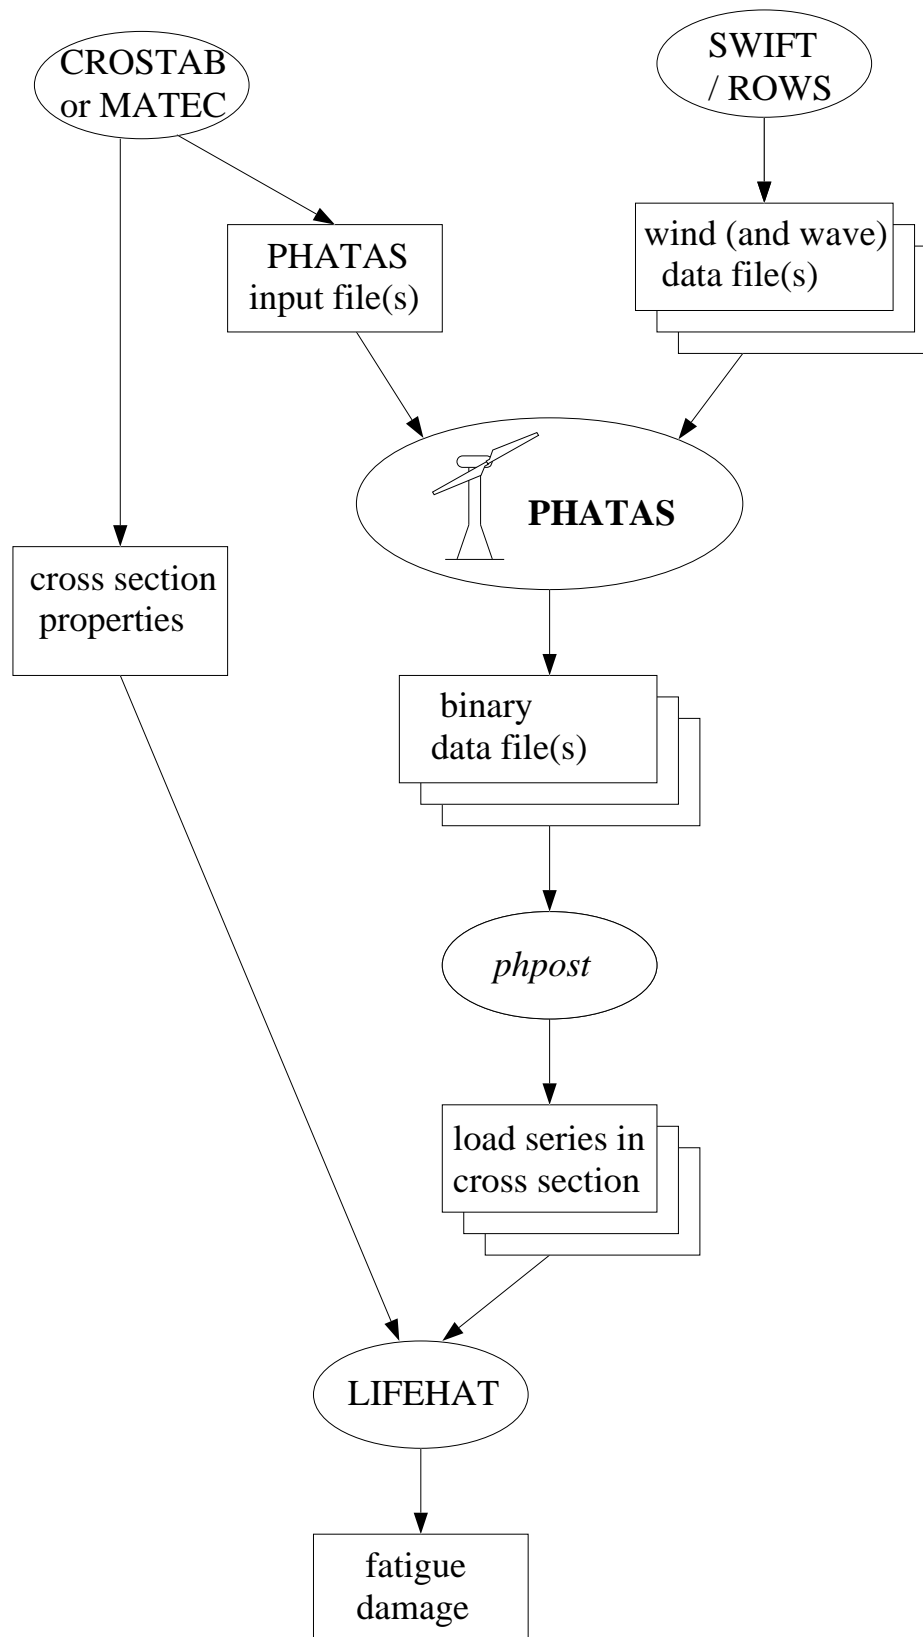 CROSTAB
or MATEC
SWIFT
/ ROWS
PHATAS
input file(s)
wind (and wave)
data file(s)
PHATAS
cross section
properties
binary
data file(s)
phpost
load series in
cross section
LIFEHAT
fatigue
damage